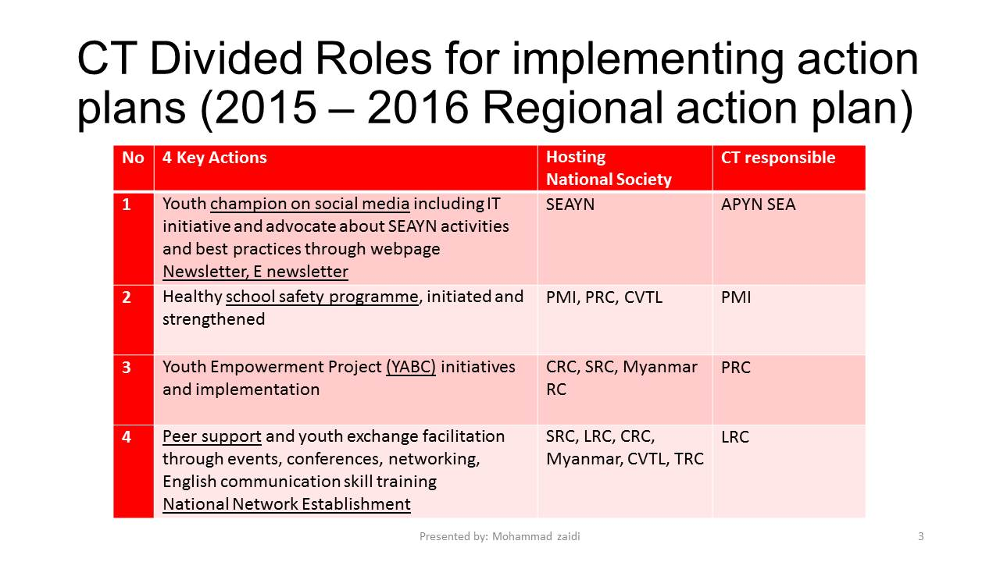 CT Divided Roles for implementing action
plans (2015 – 2016 Regional action plan)
No 4 Key Actions Hosting National Society CT responsible
1 Youth champion on social media including IT SEAYN APYN SEA
initiative and advocate about SEAYN activities
and best practices through webpage
Newsletter, E newsletter
2 Healthy school safety programme, initiated and PMI, PRC, CVTL PMI
strengthened
3 Youth Empowerment Project (YABC) initiatives CRC, SRC, Myanmar PRC
and implementation RC
4 Peer support and youth exchange facilitation SRC, LRC, CRC, LRC
through events, conferences, networking, Myanmar, CVTL, TRC
English communication skill training
National Network Establishment
Presented by: Mohammad zaidi 3